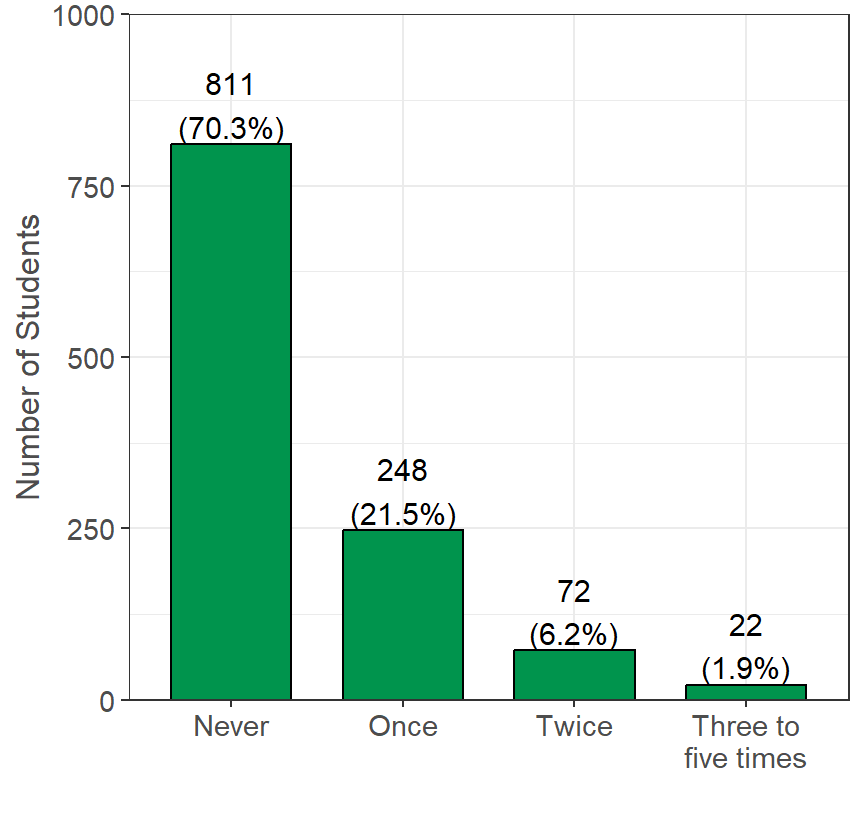 1000
750
500
250
0
Number of Students
811
(70.3%)
248
(21.5%)
72
(6.2%)
22
(1.9%)
Never
Once
Twice
Three to
five times